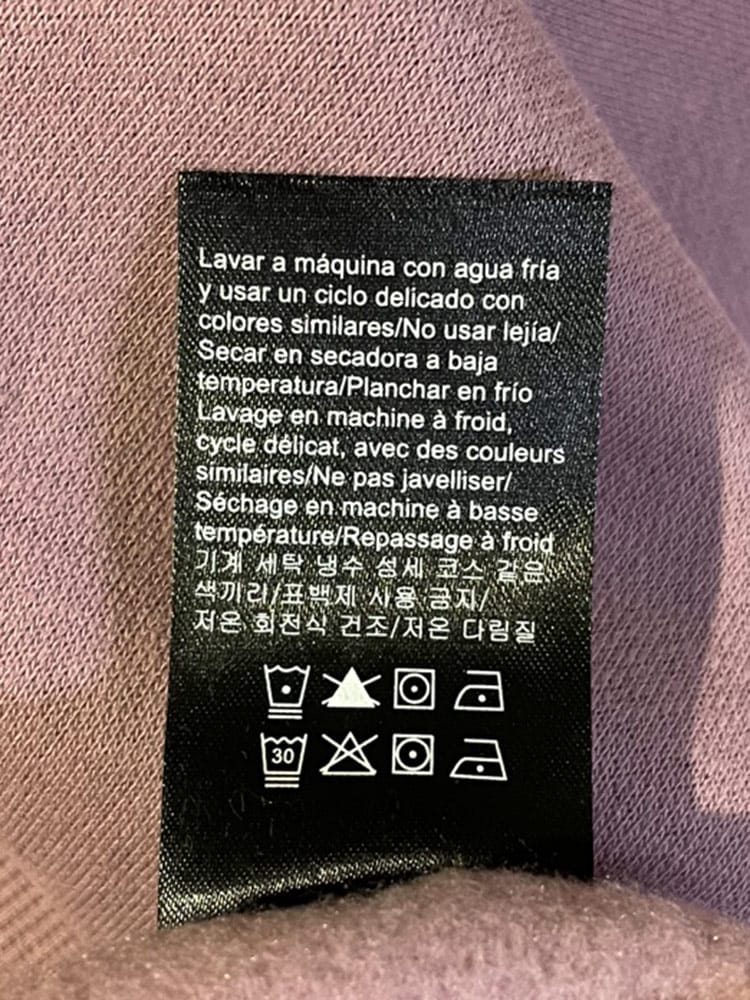 Lavar a máquina con agua fría
y usar un ciclo delicado con
colores similares/No usar lejía/
Secar en secadora a baja
temperatura/Planchar en frío
Lavage en machine à froid,
cycle délicat, avec des couleurs
similaires/Ne pas javelliser/
Séchage en machine à basse
température/Repassage à froid
기계 세탁 냉수 섬세 코스 같은
색끼리/표백제 사용 금지/
저온 회전식 건조/저온 다림질
30